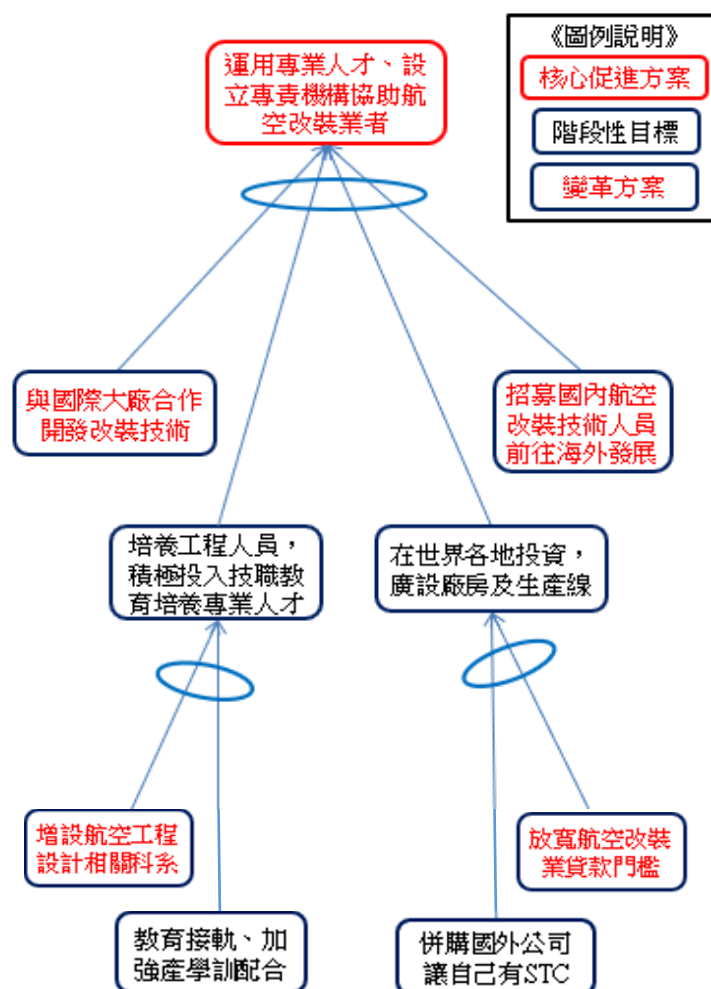 運用專業人才、設
立專責機構協助航
空改裝業者
《圖例說明》
核心促進方案
階段性目標
變革方案
與國際大廠合作
開發改裝技術
招募國內航空
改裝技術人員
前往海外發展
培養工程人員，
積極投入技職教
育培養專業人才
在世界各地投資，
廣設廠房及生產線
增設航空工程
設計相關科系
放寬航空改裝
業貸款門檻
教育接軌、加
強產學訓配合
併購國外公司
讓自己有STC